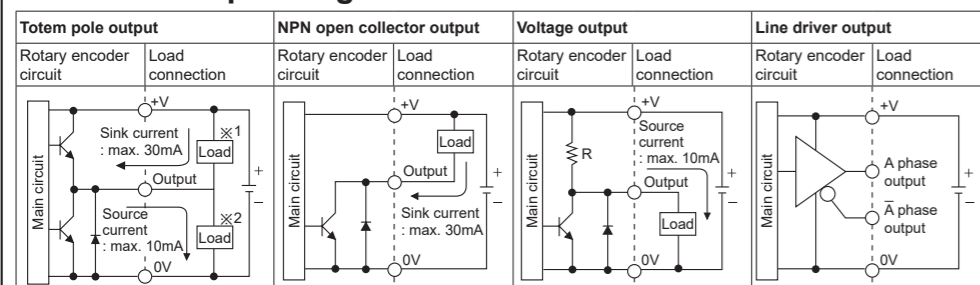 Totem pole output
NPN open collector output
Voltage output
Line driver output
Rotary encoder
circuit
Load
connection
Rotary encoder
circuit
Load
connection
Rotary encoder
circuit
Load
connection
Rotary encoder
circuit
Load
connection
Main circuit
+V
Sink current
: max. 30mA
※1
Load
Output
Source
current
: max. 10mA
※2
Load
0V
+
−
Main circuit
+V
Load
Output
Sink current
: max. 30mA
0V
+
−
Main circuit
R
+V
Source
current
: max. 10mA
Output
Load
0V
+
−
Main circuit
+V
A phase
output
A̅ phase
output
0V
+
−